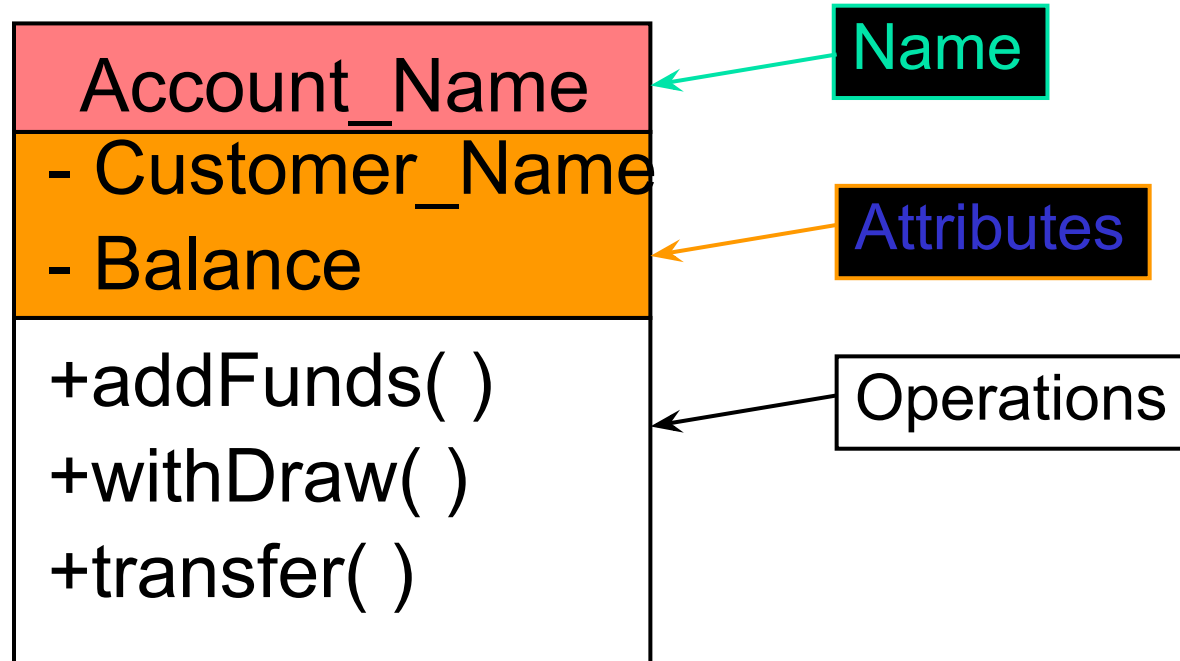 Account_Name
- Customer_Name
- Balance
+addFunds( )
+withDraw( )
+transfer( )
Name
Attributes
Operations